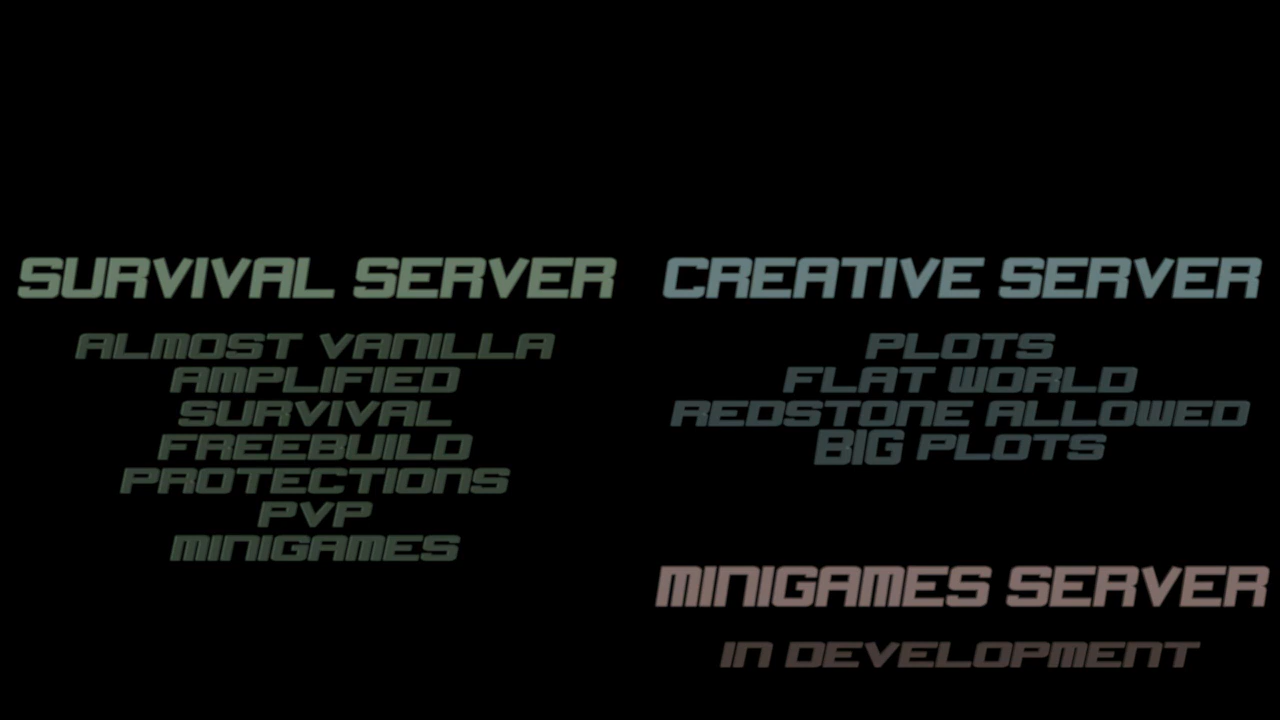 SURVIVAL SERVER
ALMOST VANILLA
AMPLIFIED
SURVIVAL
FREEBUILD
PROTECTIONS
PVP
MINIGAMES
CREATIVE SERVER
PLOTS
FLAT WORLD
REDSTONE ALLOWED
BIG PLOTS
MINIGAMES SERVER
IN DEVELOPMENT